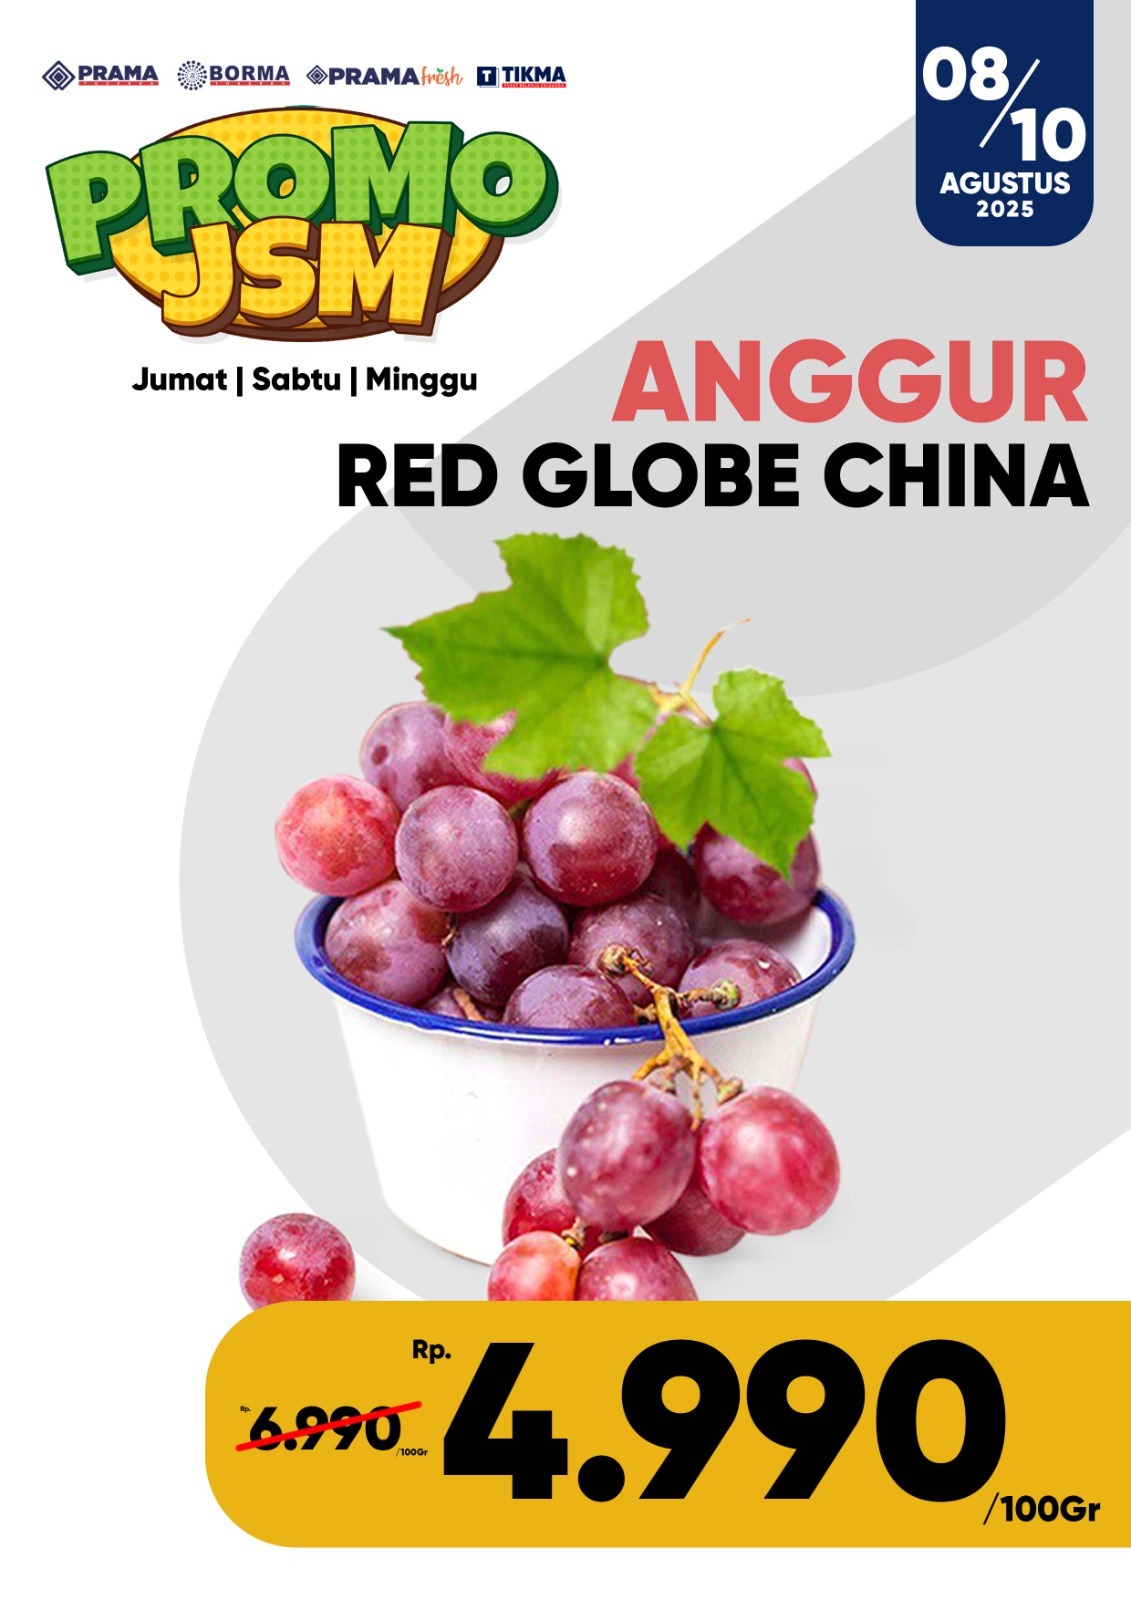 PRAMA BORMA PRAMA fresh TIKMA
08/10
AGUSTUS
2025
PROMO
JSM
Jumat | Sabtu | Minggu
ANGGUR
RED GLOBE CHINA
Rp. 6.990 /100Gr
Rp. 4.990 /100Gr